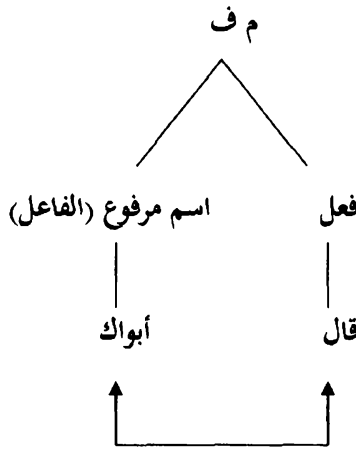 م ف
فعل اسم مرفوع (الفاعل)
قال أبواك